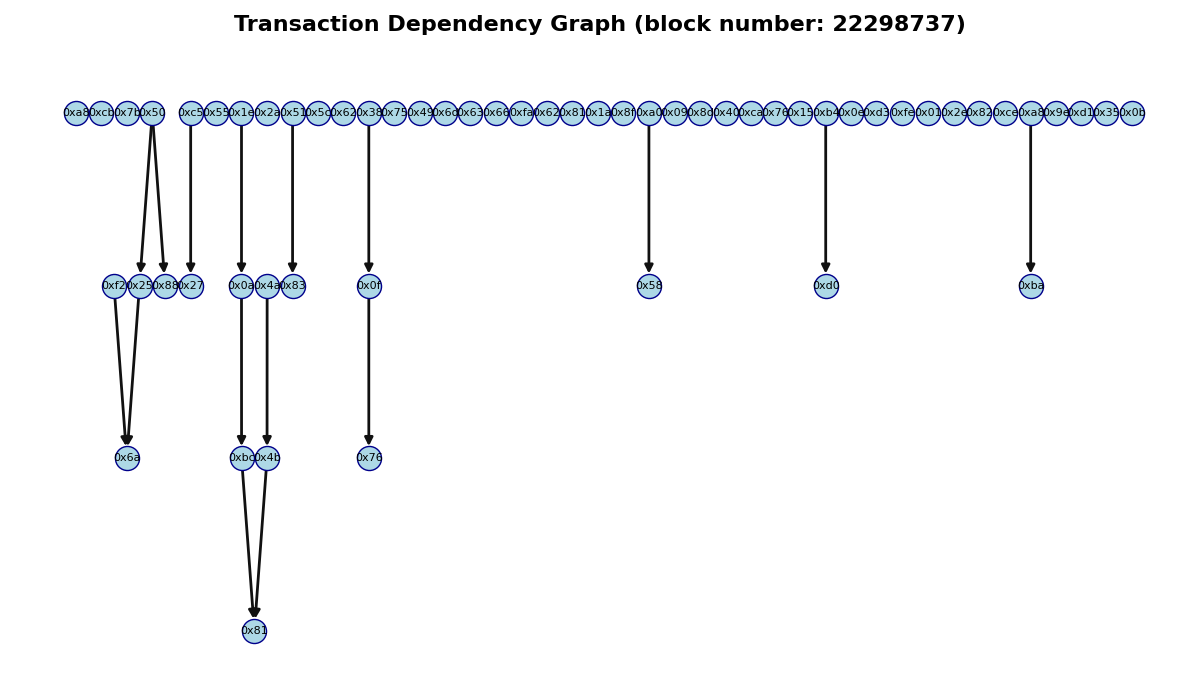 Transaction Dependency Graph (block number: 22298737)
0xa8 0xcb 0x7b 0x50 0xc5 0x55 0x1e 0x2a 0x51 0x5c 0x62 0x38 0x75 0x49 0x6d 0x63 0x66 0xfa 0x62 0x81 0x1a 0x8f 0xa0 0x09 0x8d 0x40 0xca 0x76 0x15 0xb4 0x0e 0xd3 0xfe 0x01 0x2e 0x82 0xce 0xa8 0x9e 0xd1 0x35 0x0b
0xf2 0x25 0x88 0x27 0x0a 0x4a 0x83 0x0f 0x58 0xd0 0xba
0x6a 0xbc 0x4b 0x76
0x81